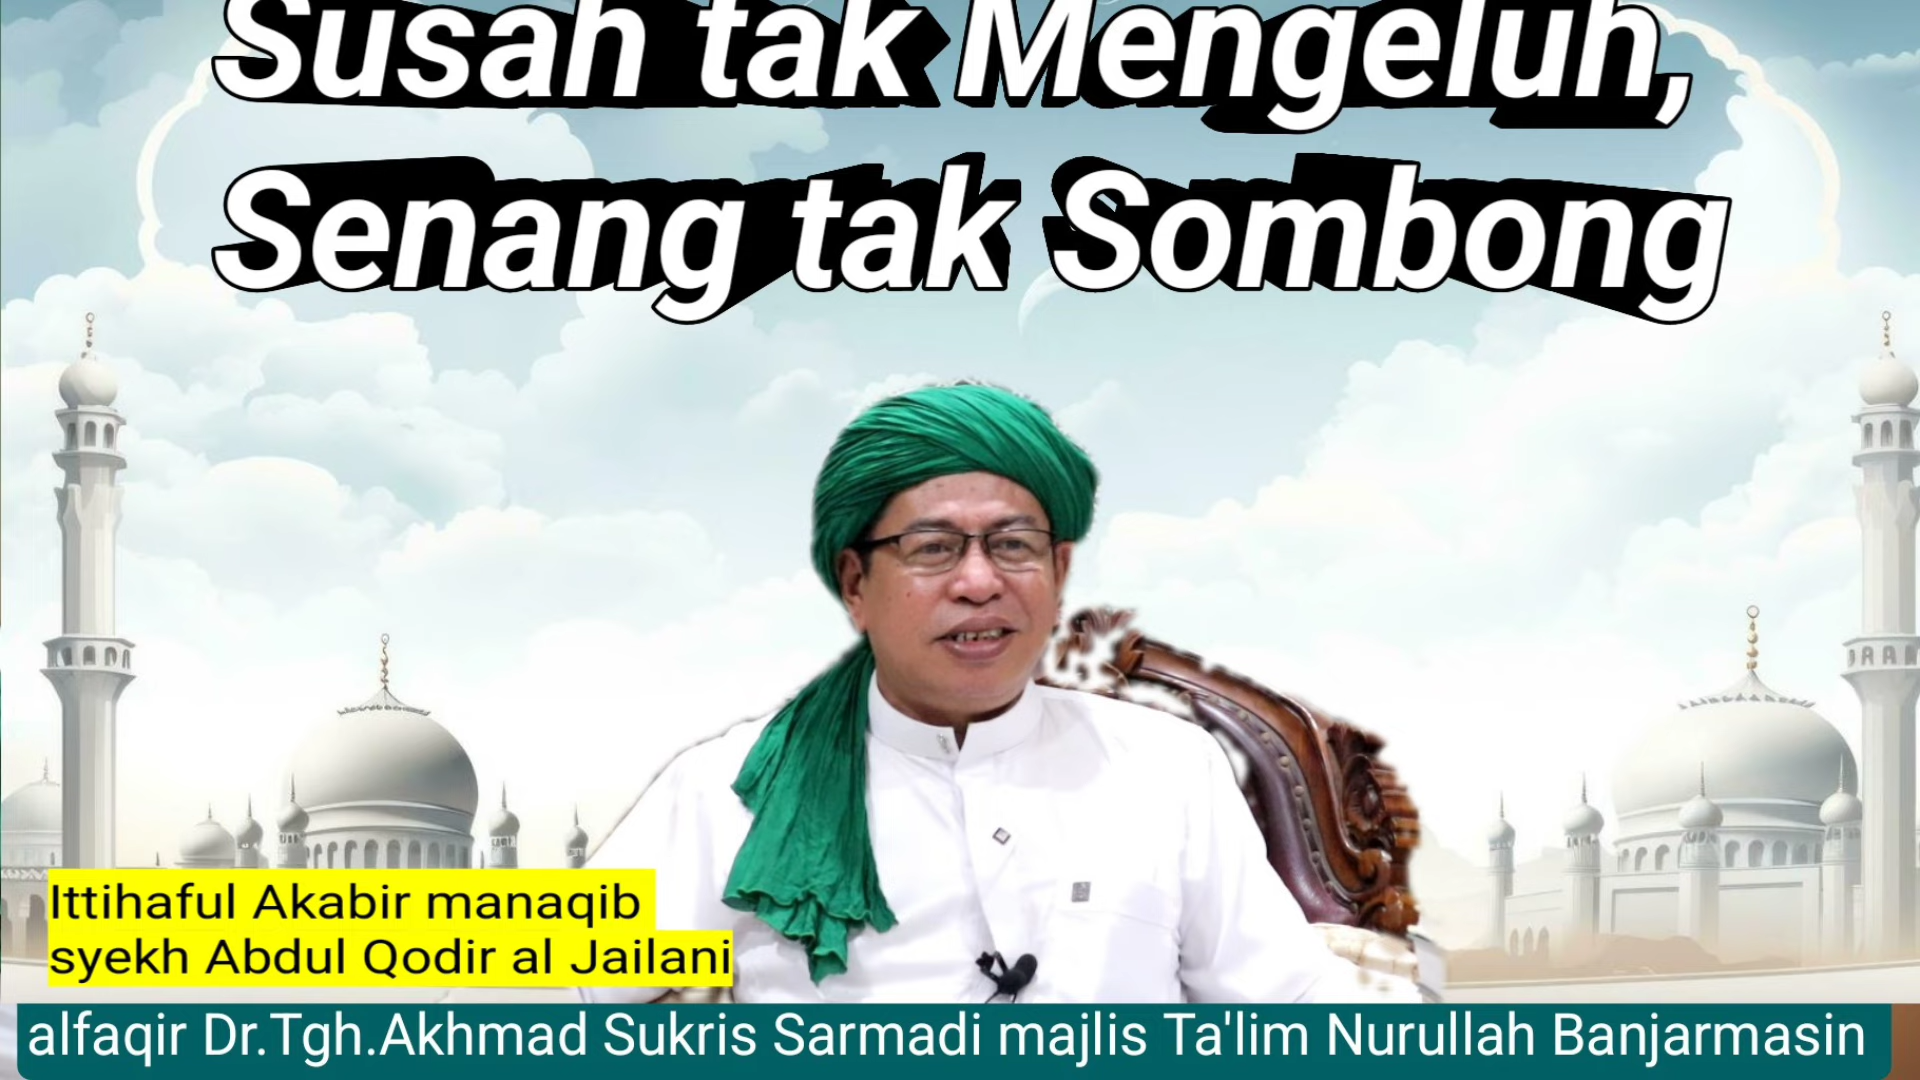 Susah tak Mengeluh,
Senang tak Sombong
Ittihaful Akabir manaqib
syekh Abdul Qodir al Jailani
alfaqir Dr.Tgh.Akhmad Sukris Sarmadi majlis Ta'lim Nurullah Banjarmasin